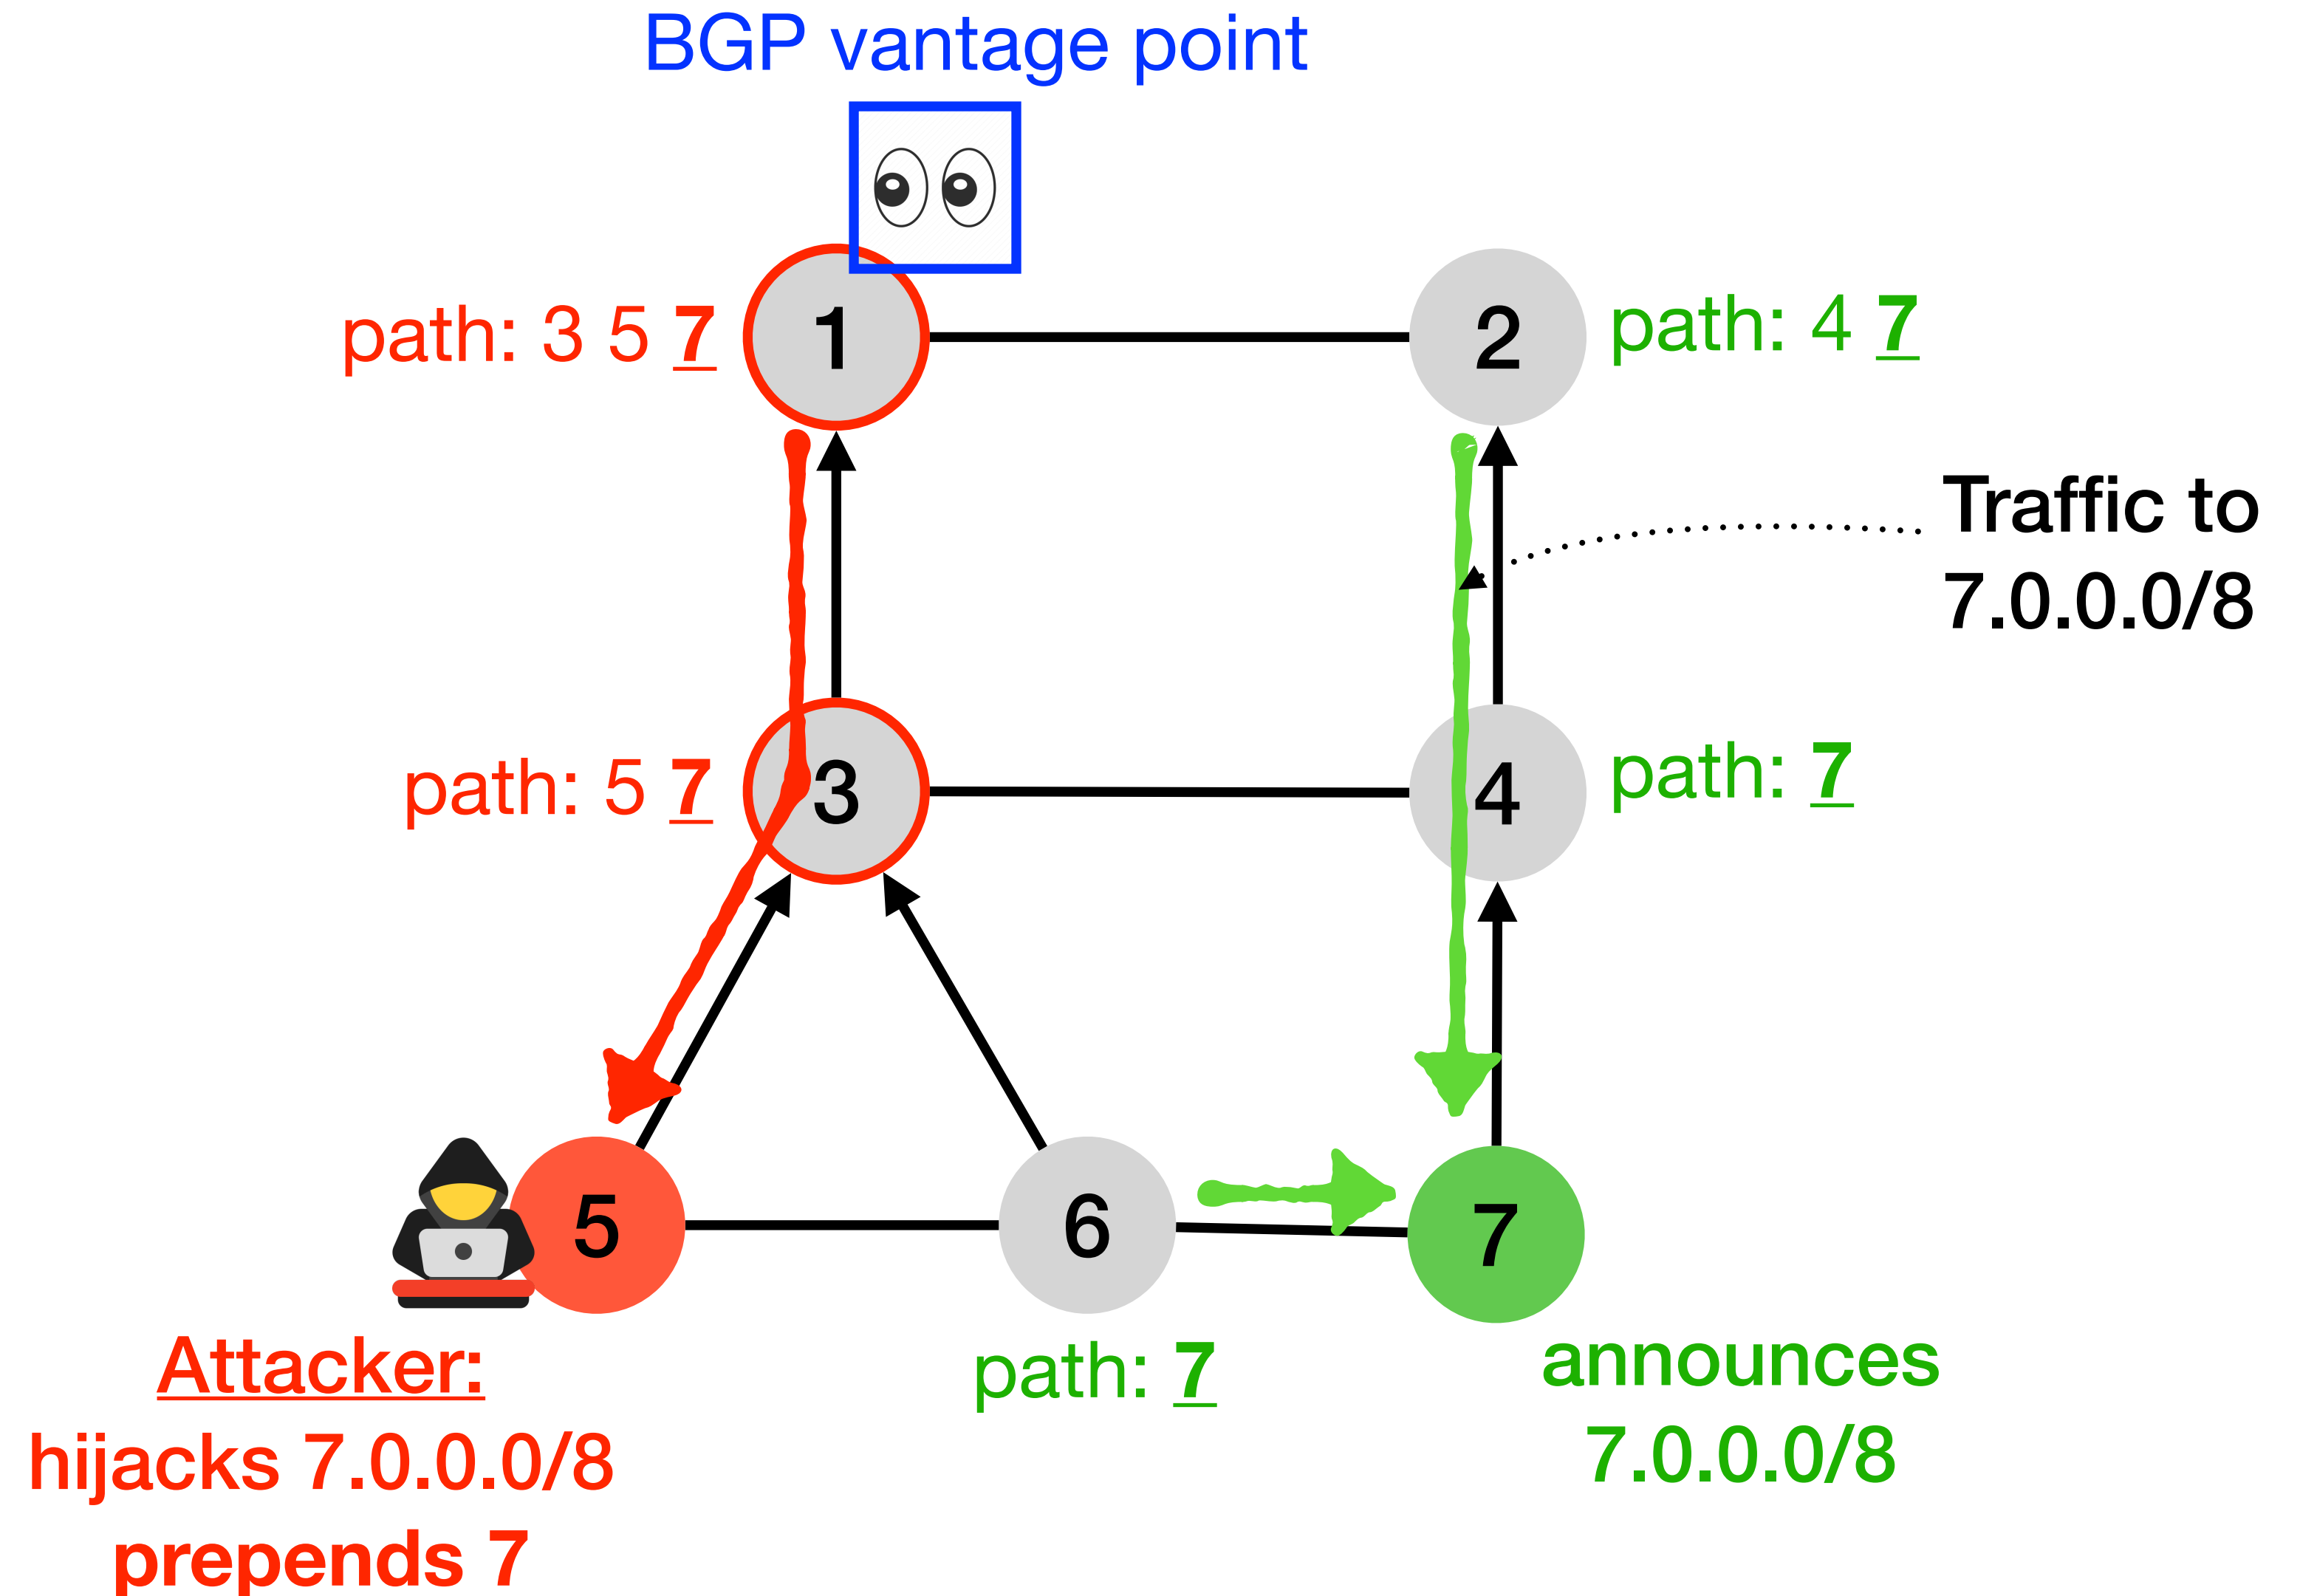 BGP vantage point
path: 3 5 7
1
2
path: 4 7
Traffic to
7.0.0.0/8
path: 5 7
3
4
path: 7
5
6
7
Attacker:
hijacks 7.0.0.0/8
prepends 7
path: 7
announces
7.0.0.0/8